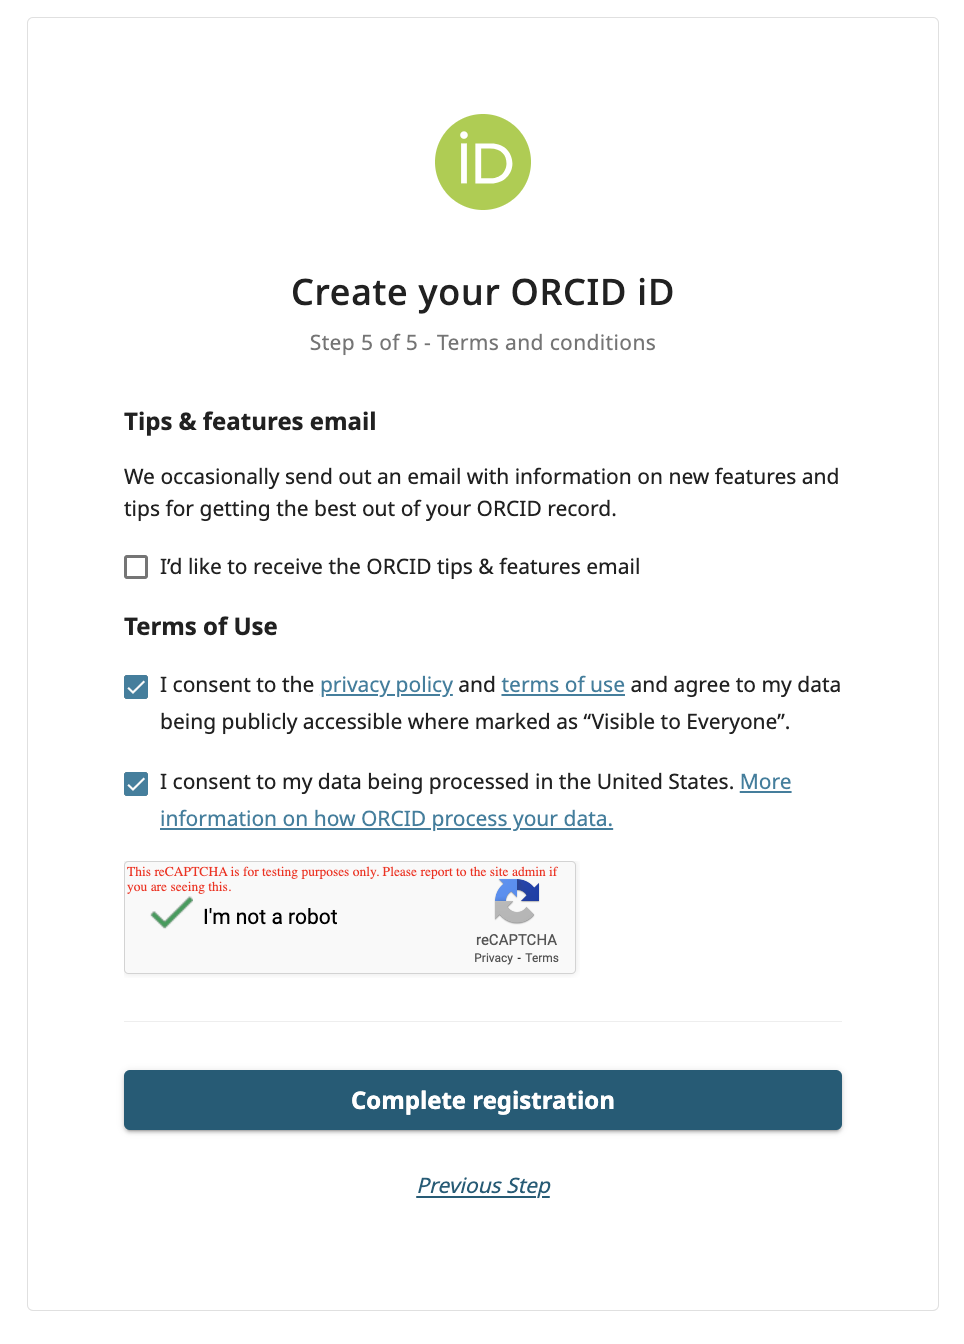 iD
Create your ORCID iD
Step 5 of 5 - Terms and conditions
Tips & features email
We occasionally send out an email with information on new features and
tips for getting the best out of your ORCID record.
I’d like to receive the ORCID tips & features email
Terms of Use
I consent to the privacy policy and terms of use and agree to my data
being publicly accessible where marked as “Visible to Everyone”.
I consent to my data being processed in the United States. More
information on how ORCID process your data.
This reCAPTCHA is for testing purposes only. Please report to the site admin if
you are seeing this.
I'm not a robot
reCAPTCHA
Privacy - Terms
Complete registration
Previous Step